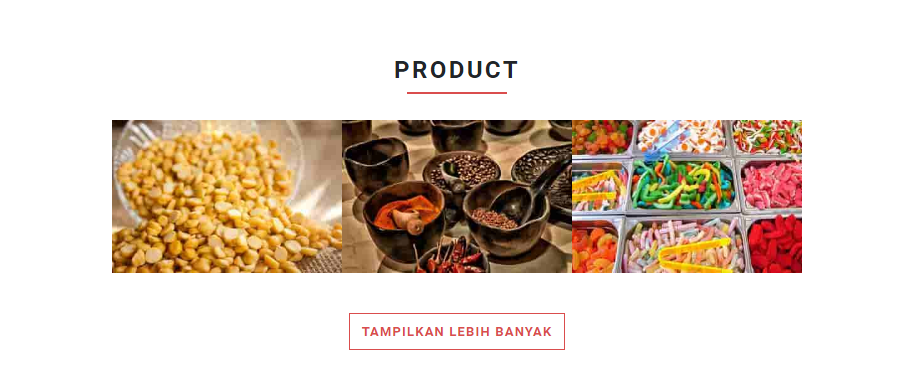 PRODUCT
TAMPILKAN LEBIH BANYAK